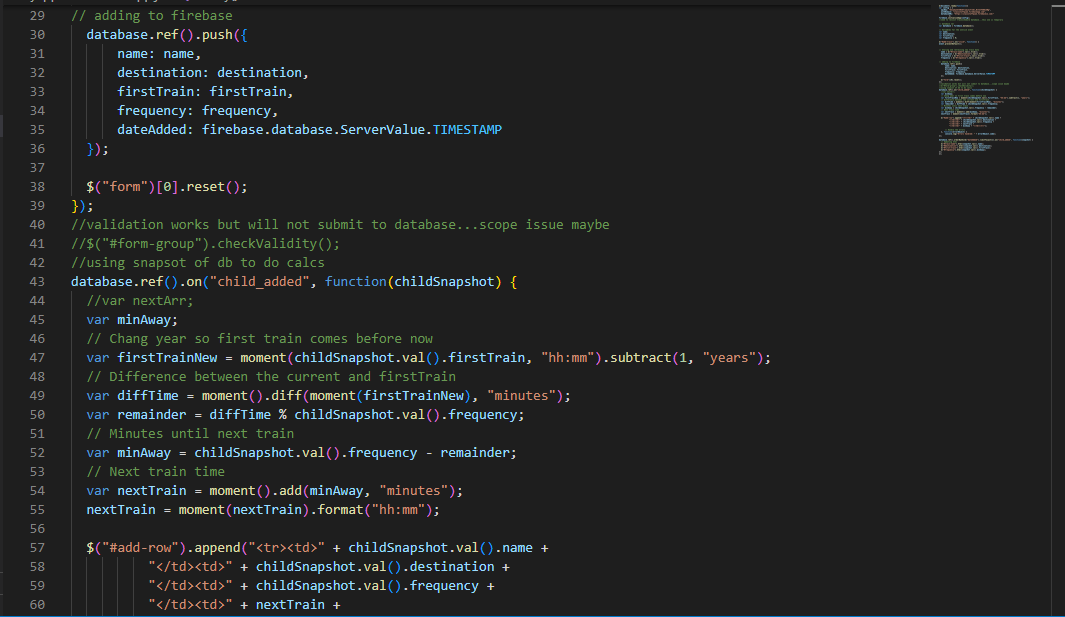 29 // adding to firebase
30 database.ref().push({
31 name: name,
32 destination: destination,
33 firstTrain: firstTrain,
34 frequency: frequency,
35 dateAdded: firebase.database.ServerValue.TIMESTAMP
36 });
37
38 $("form")[0].reset();
39 });
40 //validation works but will not submit to database...scope issue maybe
41 //$("#form-group").checkValidity();
42 //using snapsot of db to do calcs
43 database.ref().on("child_added", function(childSnapshot) {
44 //var nextArr;
45 var minAway;
46 // Chang year so first train comes before now
47 var firstTrainNew = moment(childSnapshot.val().firstTrain, "hh:mm").subtract(1, "years");
48 // Difference between the current and firstTrain
49 var diffTime = moment().diff(moment(firstTrainNew), "minutes");
50 var remainder = diffTime % childSnapshot.val().frequency;
51 // Minutes until next train
52 var minAway = childSnapshot.val().frequency - remainder;
53 // Next train time
54 var nextTrain = moment().add(minAway, "minutes");
55 nextTrain = moment(nextTrain).format("hh:mm");
56
57 $("#add-row").append("<tr><td>" + childSnapshot.val().name +
58 "</td><td>" + childSnapshot.val().destination +
59 "</td><td>" + childSnapshot.val().frequency +
60 "</td><td>" + nextTrain +